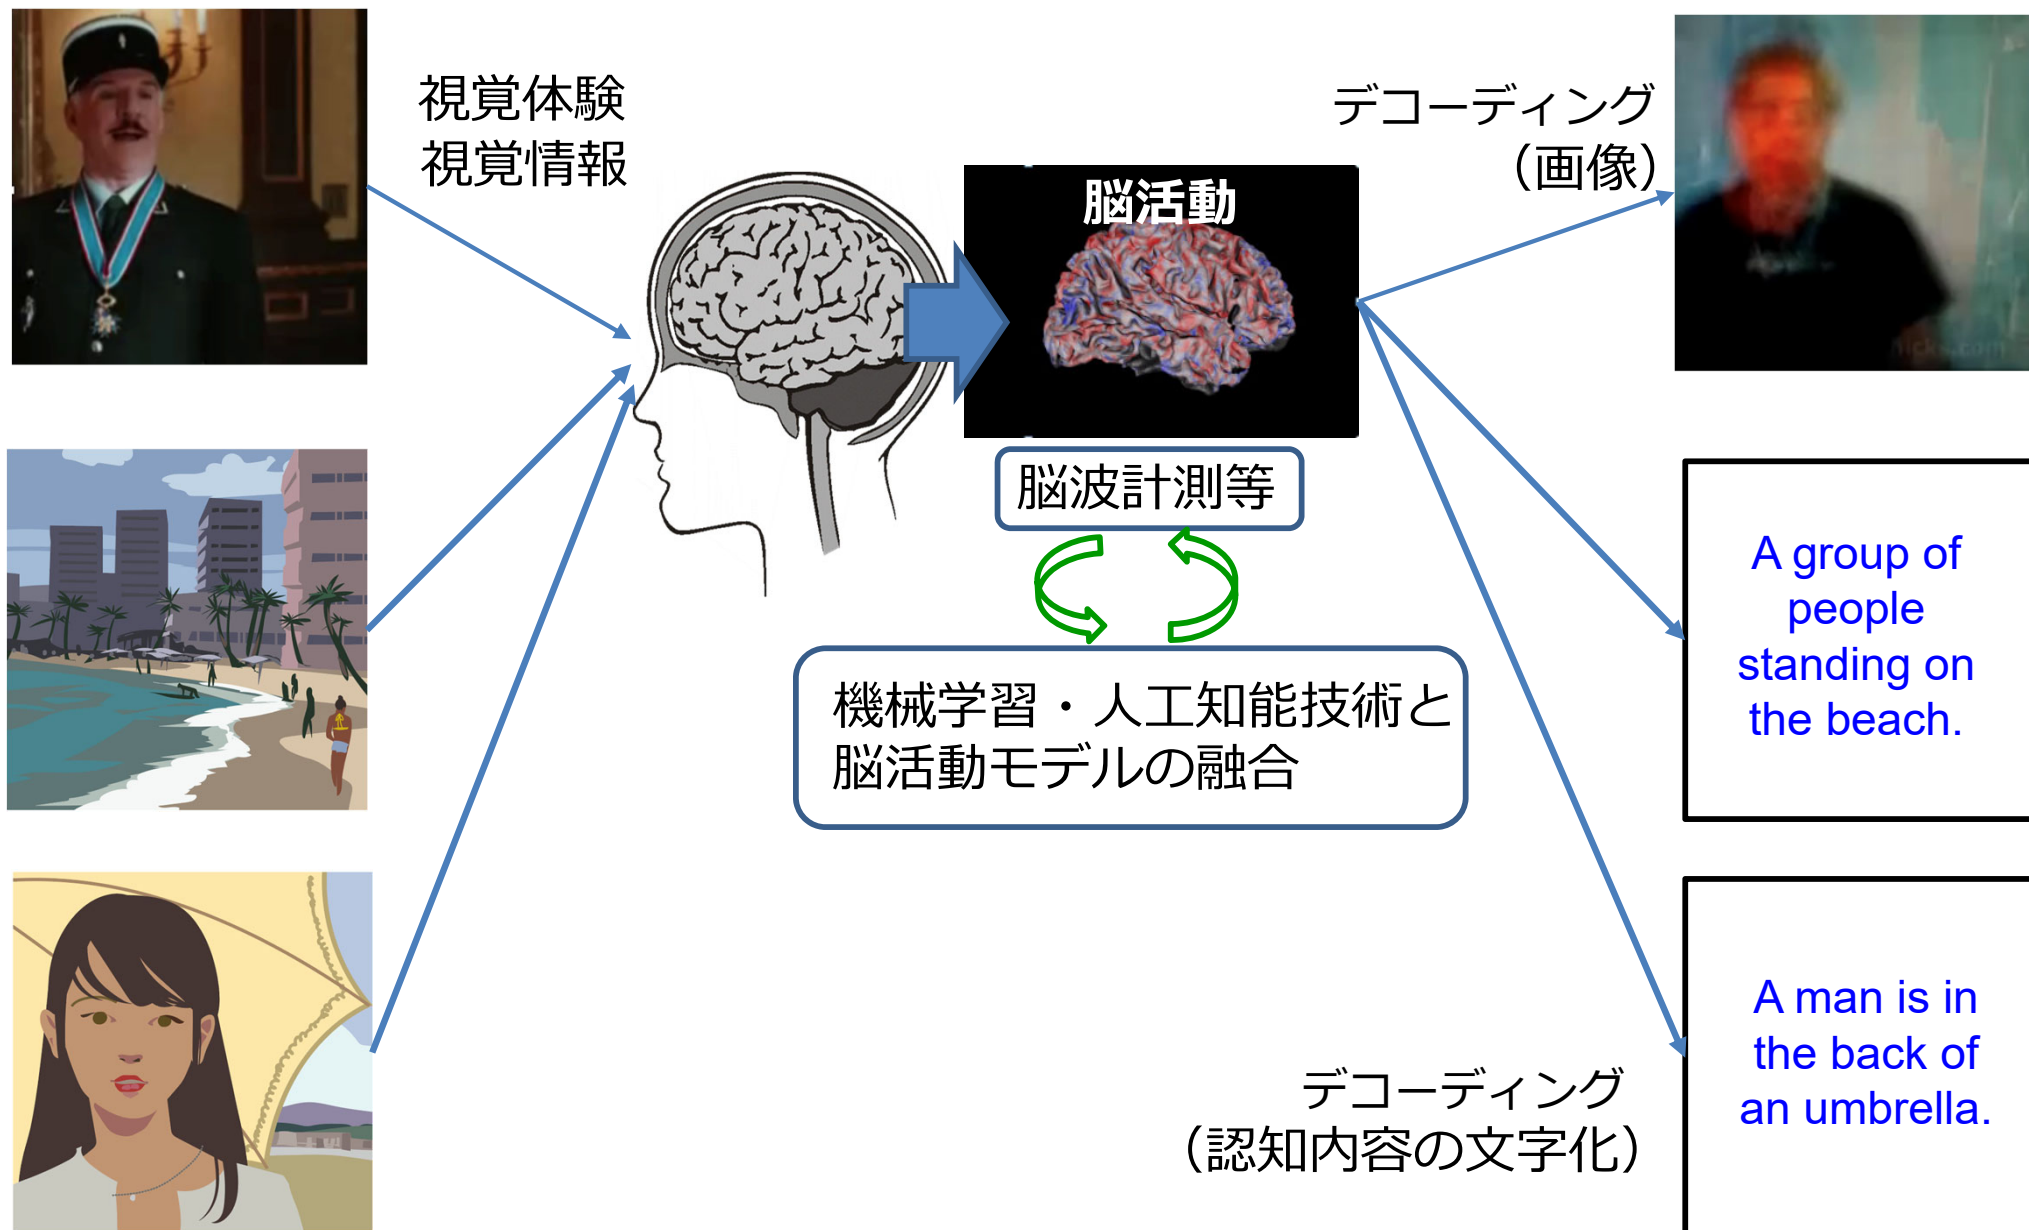 視覚体験
視覚情報
脳活動
デコーディング
（画像）
脳波計測等
機械学習・人工知能技術と
脳活動モデルの融合
A group of
people
standing on
the beach.
デコーディング
（認知内容の文字化）
A man is in
the back of
an umbrella.